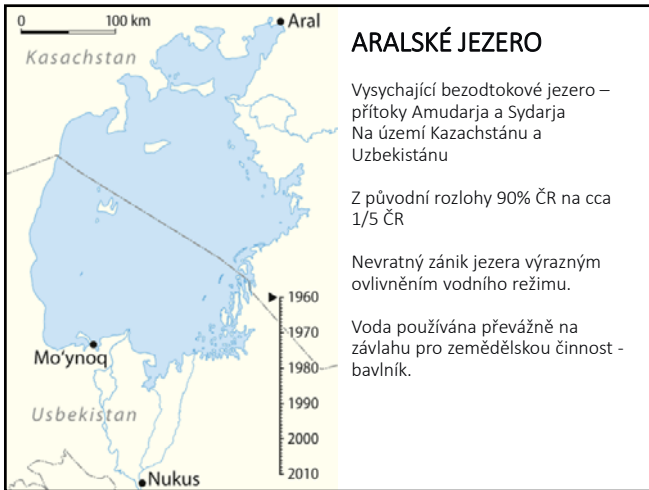 0 100 km
Aral
Kasachstan
Mo‘ynoq
Usbekistan
Nukus
1960
1970
1980
1990
2000
2010
ARALSKÉ JEZERO
Vysychající bezodtokové jezero –
přítoky Amudarja a Sydarja
Na území Kazachstánu a
Uzbekistánu
Z původní rozlohy 90% ČR na cca
1/5 ČR
Nevratný zánik jezera výrazným
ovlivněním vodního režimu.
Voda používána převážně na
závlahu pro zemědělskou činnost -
bavlník.